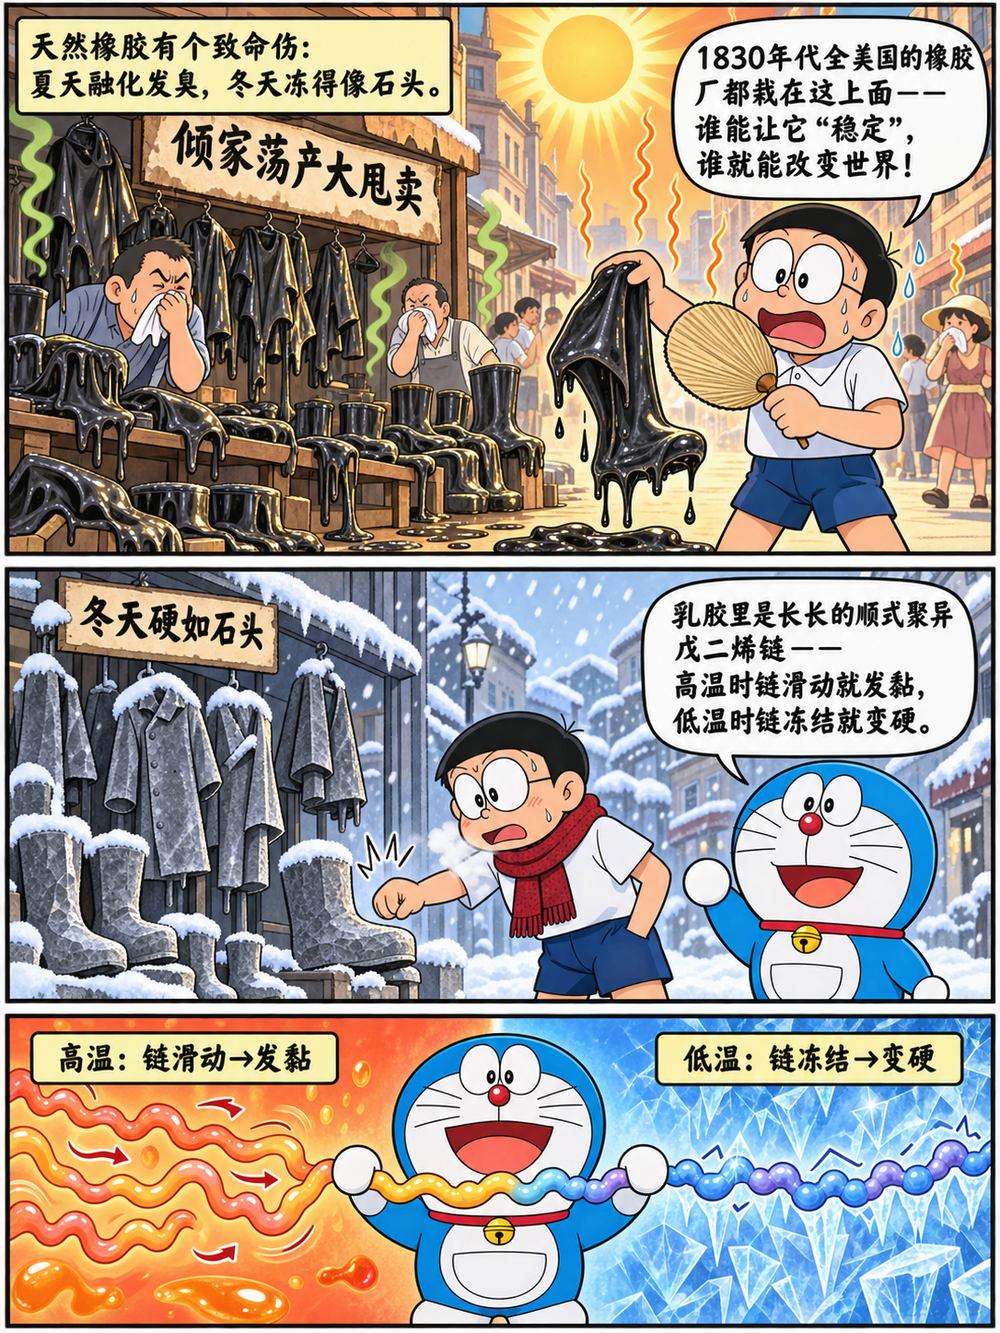 天然橡胶有个致命伤：
夏天融化发臭，冬天冻得像石头。
倾家荡产大甩卖
1830年代全美国的橡胶
厂都栽在这上面——
谁能让它“稳定”，
谁就能改变世界！
冬天硬如石头
乳胶里是长长的顺式聚异
戊二烯链——
高温时链滑动就发黏，
低温时链冻结就变硬。
高温：链滑动→发黏
低温：链冻结→变硬